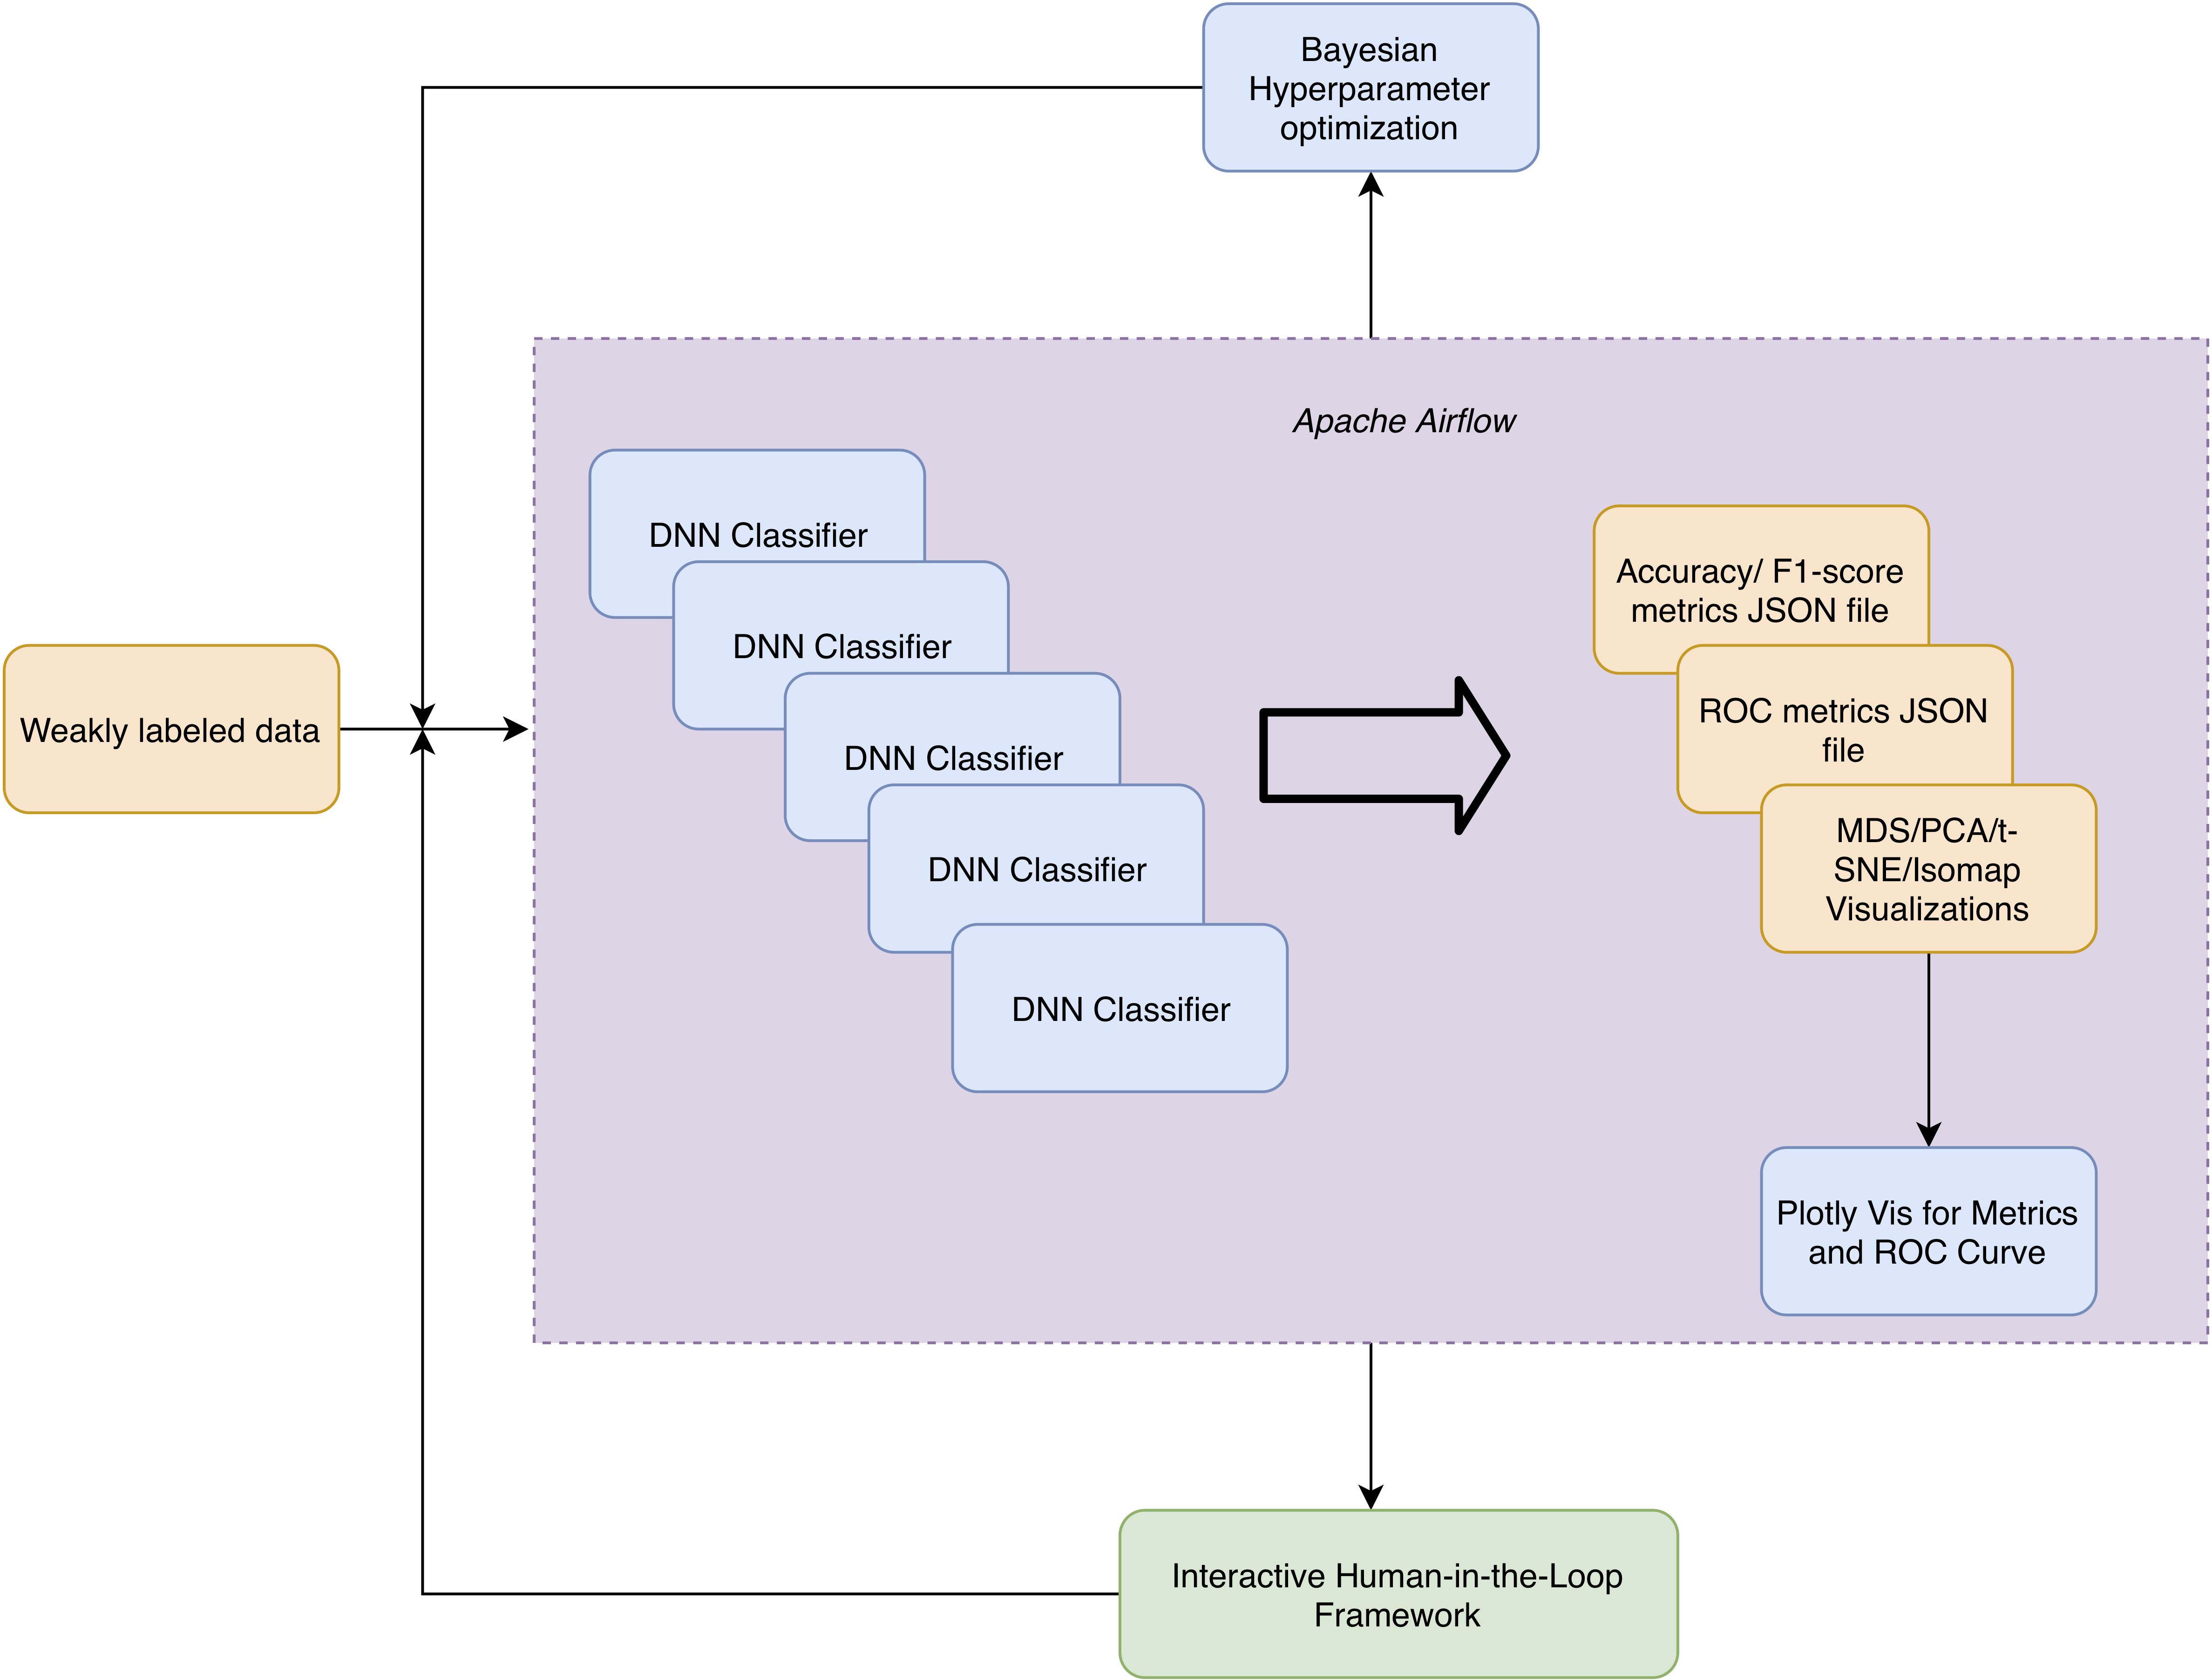 Bayesian
Hyperparameter
optimization
Apache Airflow
DNN Classifier
DNN Classifier
DNN Classifier
DNN Classifier
DNN Classifier
Weakly labeled data
Accuracy/ F1-score
metrics JSON file
ROC metrics JSON
file
MDS/PCA/t-
SNE/Isomap
Visualizations
Plotly Vis for Metrics
and ROC Curve
Interactive Human-in-the-Loop
Framework